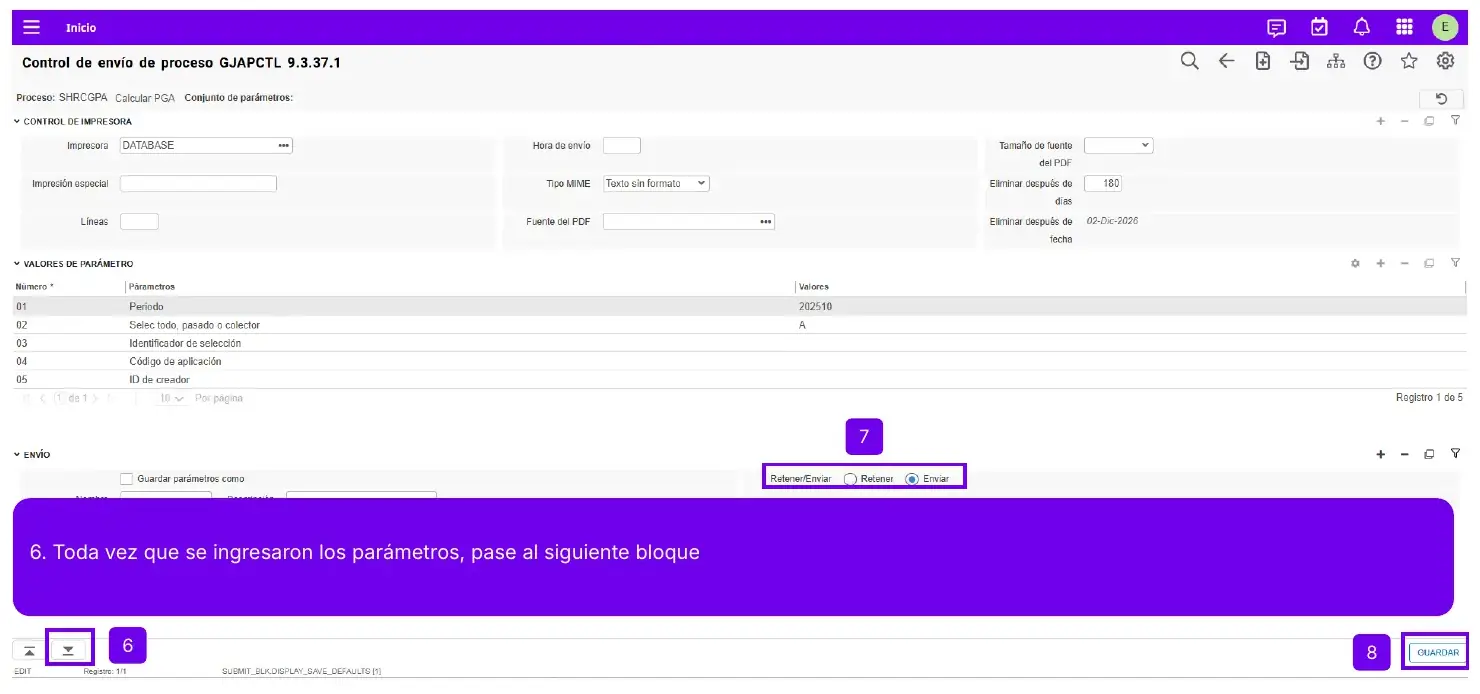 Inicio
E
Control de envío de proceso GJAPCTL 9.3.37.1
Proceso: SHRCGPA Calcular PGA Conjunto de parámetros:
CONTROL DE IMPRESORA
Impresora DATABASE Hora de envío Tamaño de fuente del PDF
Impresión especial Tipo MIME Texto sin formato Eliminar después de días 180
Líneas Fuente del PDF Eliminar después de fecha 02-Dic-2026
VALORES DE PARÁMETRO
Número * Parametros Valores
01 Periodo 202510
02 Selec todo, pasado o colector A
03 Identificador de selección
04 Código de aplicación
05 ID de creador
1 de 1 10 Por página Registro 1 de 5
7
ENVÍO
Guardar parámetros como Retener/Enviar Retener Enviar
6. Toda vez que se ingresaron los parámetros, pase al siguiente bloque
6
8 GUARDAR
EDIT Registro: 1/1 SUBMIT_BLK.DISPLAY_SAVE_DEFAULTS [1]